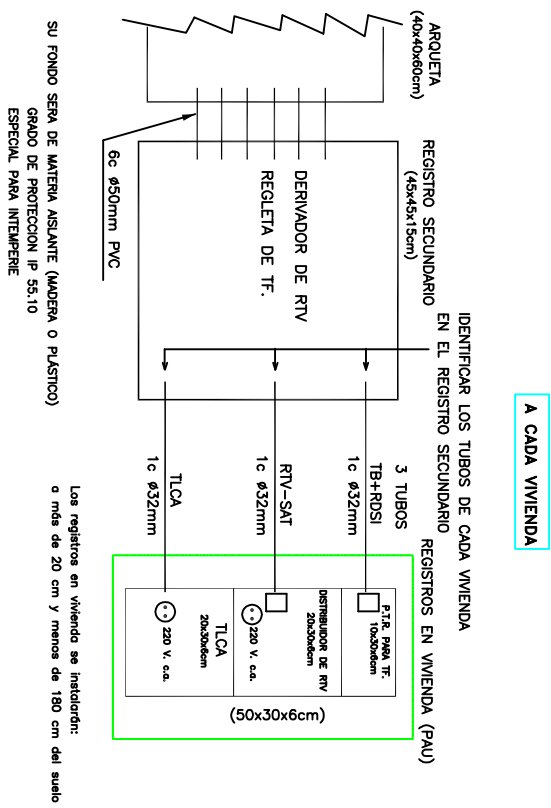 A CADA VIVIENDA
IDENTIFICAR LOS TUBOS DE CADA VIVIENDA
EN EL REGISTRO SECUNDARIO
ARQUETA
(40x40x60cm)
REGISTRO SECUNDARIO
(45x45x15cm)
REGISTROS EN VIVIENDA (PAU)
3 TUBOS
TB+RDSI
1c ø32mm
P.T.R. PARA TF.
10x30x6cm
DERIVADOR DE RTV
REGLETA DE TF.
RTV-SAT
1c ø32mm
DISTRIBUIDOR DE RTV
20x30x6cm
220 V. c.a.
(50x30x6cm)
TLCA
1c ø32mm
TLCA
20x30x6cm
220 V. c.a.
6c ø50mm PVC
SU FONDO SERA DE MATERIA AISLANTE (MADERA O PLÁSTICO)
GRADO DE PROTECCION IP 55.10
ESPECIAL PARA INTEMPERIE
Los registros en vivienda se instalarán:
a más de 20 cm y menos de 180 cm del suelo